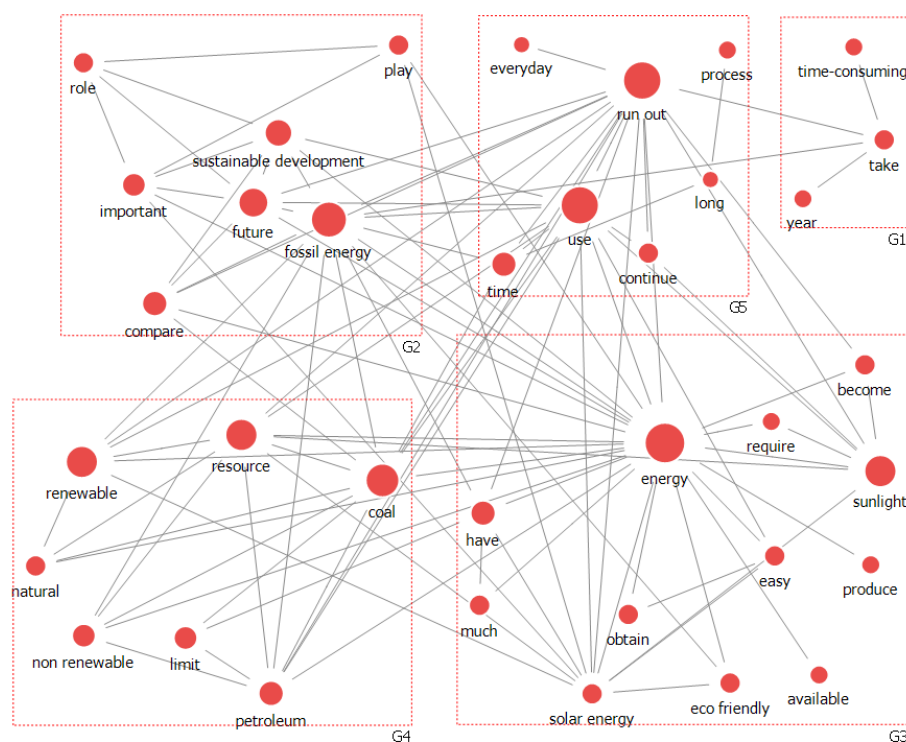 role
play
sustainable development
important
future
fossil energy
compare
G2
everyday
process
run out
long
use
continue
time
G5
time-consuming
take
year
G1
renewable
resource
coal
natural
non renewable
limit
petroleum
G4
become
require
energy
sunlight
have
easy
produce
much
obtain
solar energy
eco friendly
available
G3